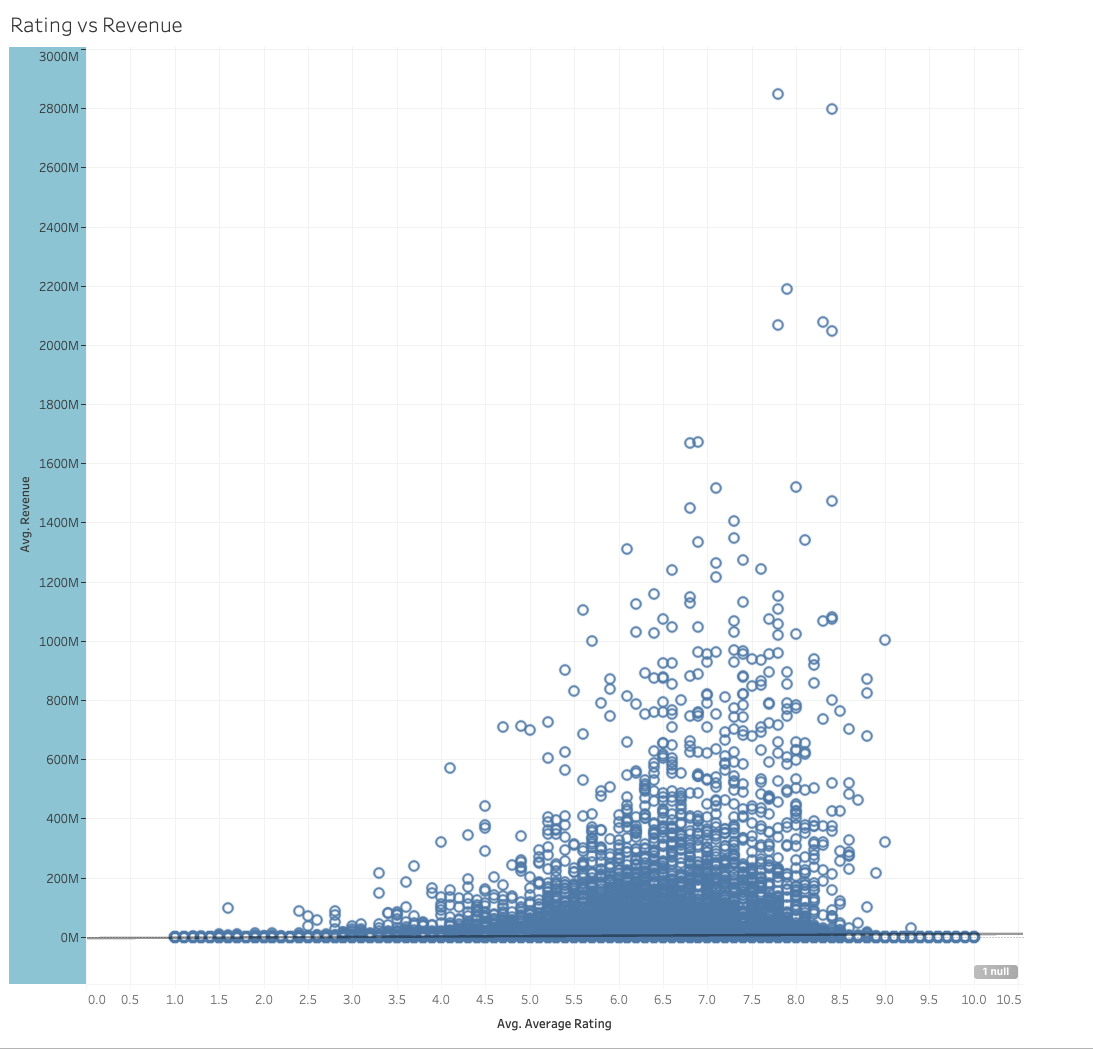 Rating vs Revenue
3000M
2800M
2600M
2400M
2200M
2000M
1800M
1600M
1400M
1200M
1000M
800M
600M
400M
200M
0M
Avg. Revenue
1 null
0.0 0.5 1.0 1.5 2.0 2.5 3.0 3.5 4.0 4.5 5.0 5.5 6.0 6.5 7.0 7.5 8.0 8.5 9.0 9.5 10.0 10.5
Avg. Average Rating